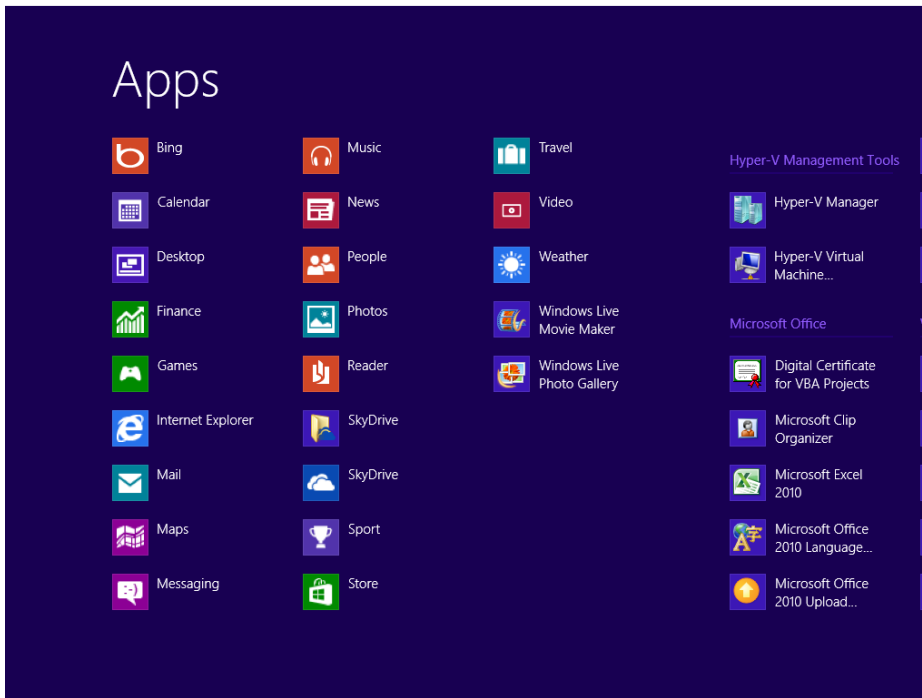 Apps
Bing
Calendar
Desktop
Finance
Games
Internet Explorer
Mail
Maps
Messaging
Music
News
People
Photos
Reader
SkyDrive
SkyDrive
Sport
Store
Travel
Video
Weather
Windows Live
Movie Maker
Windows Live
Photo Gallery
Hyper-V Management Tools
Hyper-V Manager
Hyper-V Virtual
Machine...
Microsoft Office
Digital Certificate
for VBA Projects
Microsoft Clip
Organizer
Microsoft Excel
2010
Microsoft Office
2010 Language...
Microsoft Office
2010 Upload...